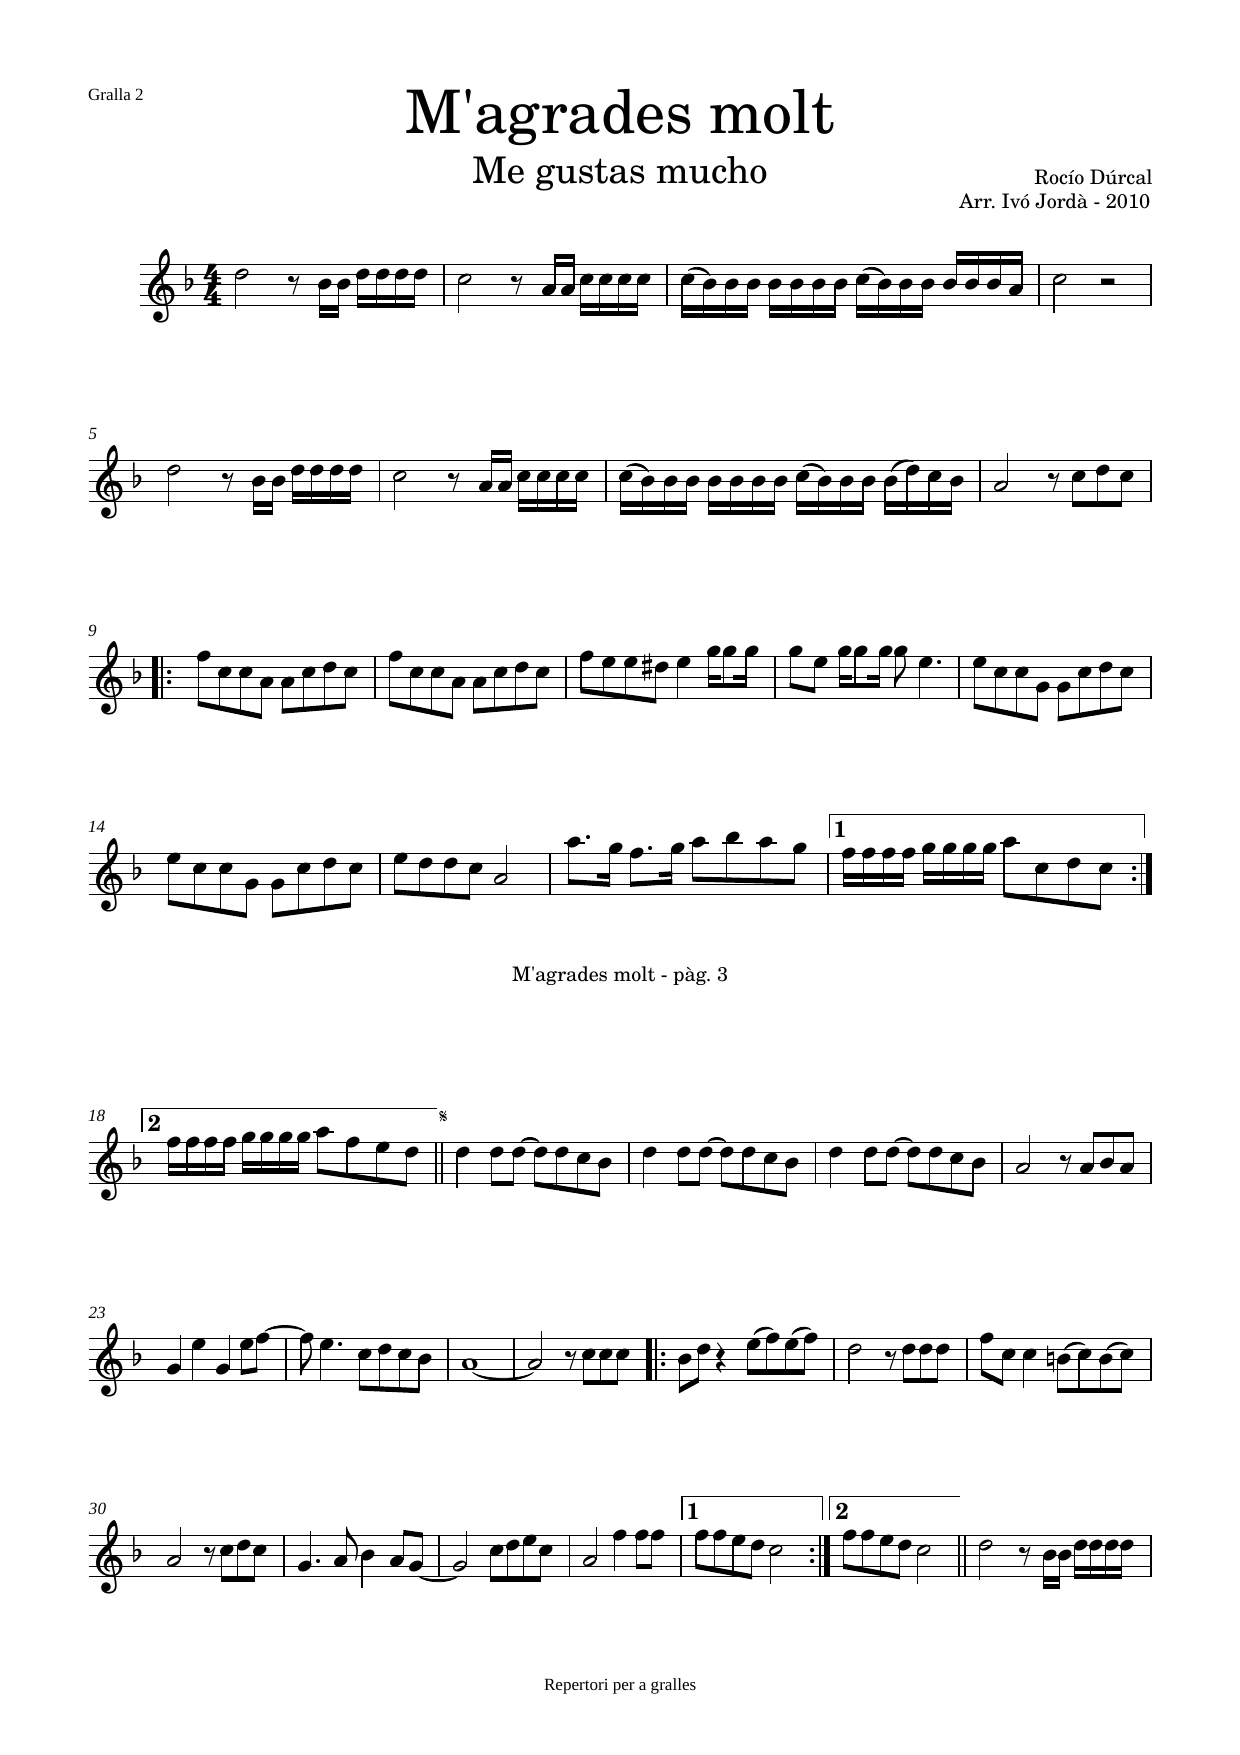 Gralla 2
M'agrades molt
Me gustas mucho
Rocío Dúrcal
Arr. Ivó Jordà - 2010
4
4
5
9
14
1
M'agrades molt - pàg. 3
18
2
23
30
1
2
Repertori per a gralles